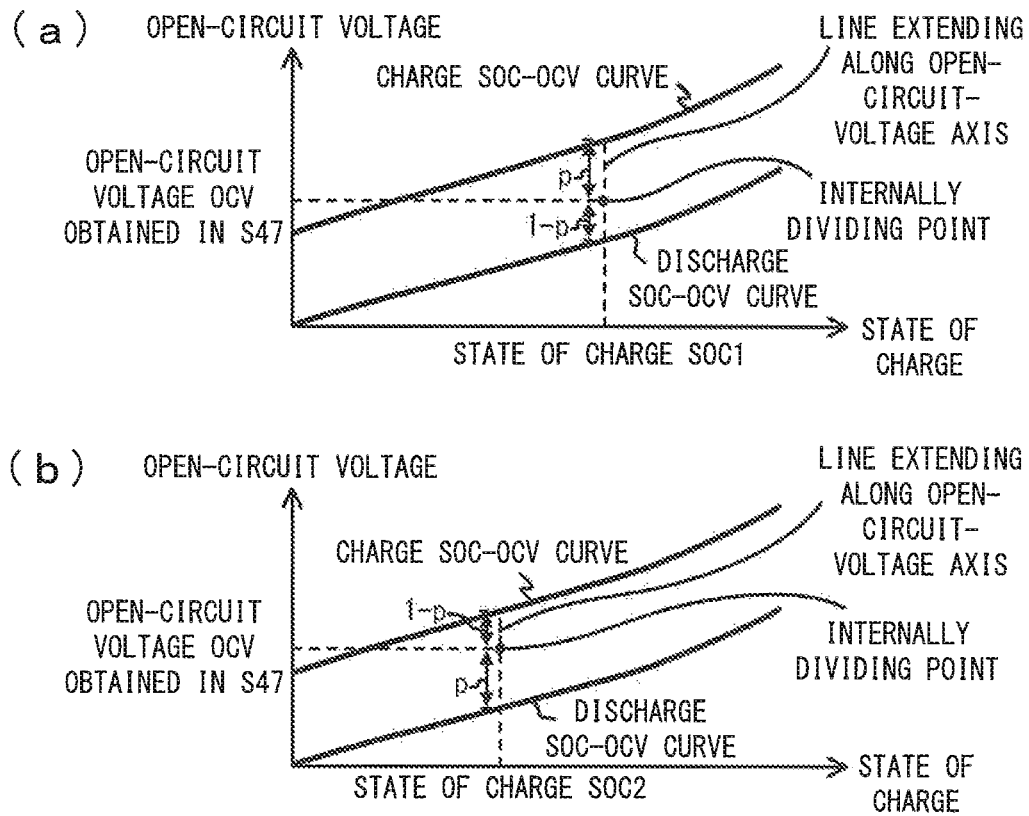 (a)
OPEN-CIRCUIT VOLTAGE
LINE EXTENDING
ALONG OPEN-
CIRCUIT-
VOLTAGE AXIS
CHARGE SOC-OCV CURVE
OPEN-CIRCUIT
VOLTAGE OCV
OBTAINED IN S47
p
1-p
INTERNALLY
DIVIDING POINT
DISCHARGE
SOC-OCV CURVE
STATE OF CHARGE SOC1
STATE OF
CHARGE
(b)
OPEN-CIRCUIT VOLTAGE
LINE EXTENDING
ALONG OPEN-
CIRCUIT-
VOLTAGE AXIS
CHARGE SOC-OCV CURVE
OPEN-CIRCUIT
VOLTAGE OCV
OBTAINED IN S47
1-p
p
INTERNALLY
DIVIDING POINT
DISCHARGE
SOC-OCV CURVE
STATE OF CHARGE SOC2
STATE OF
CHARGE